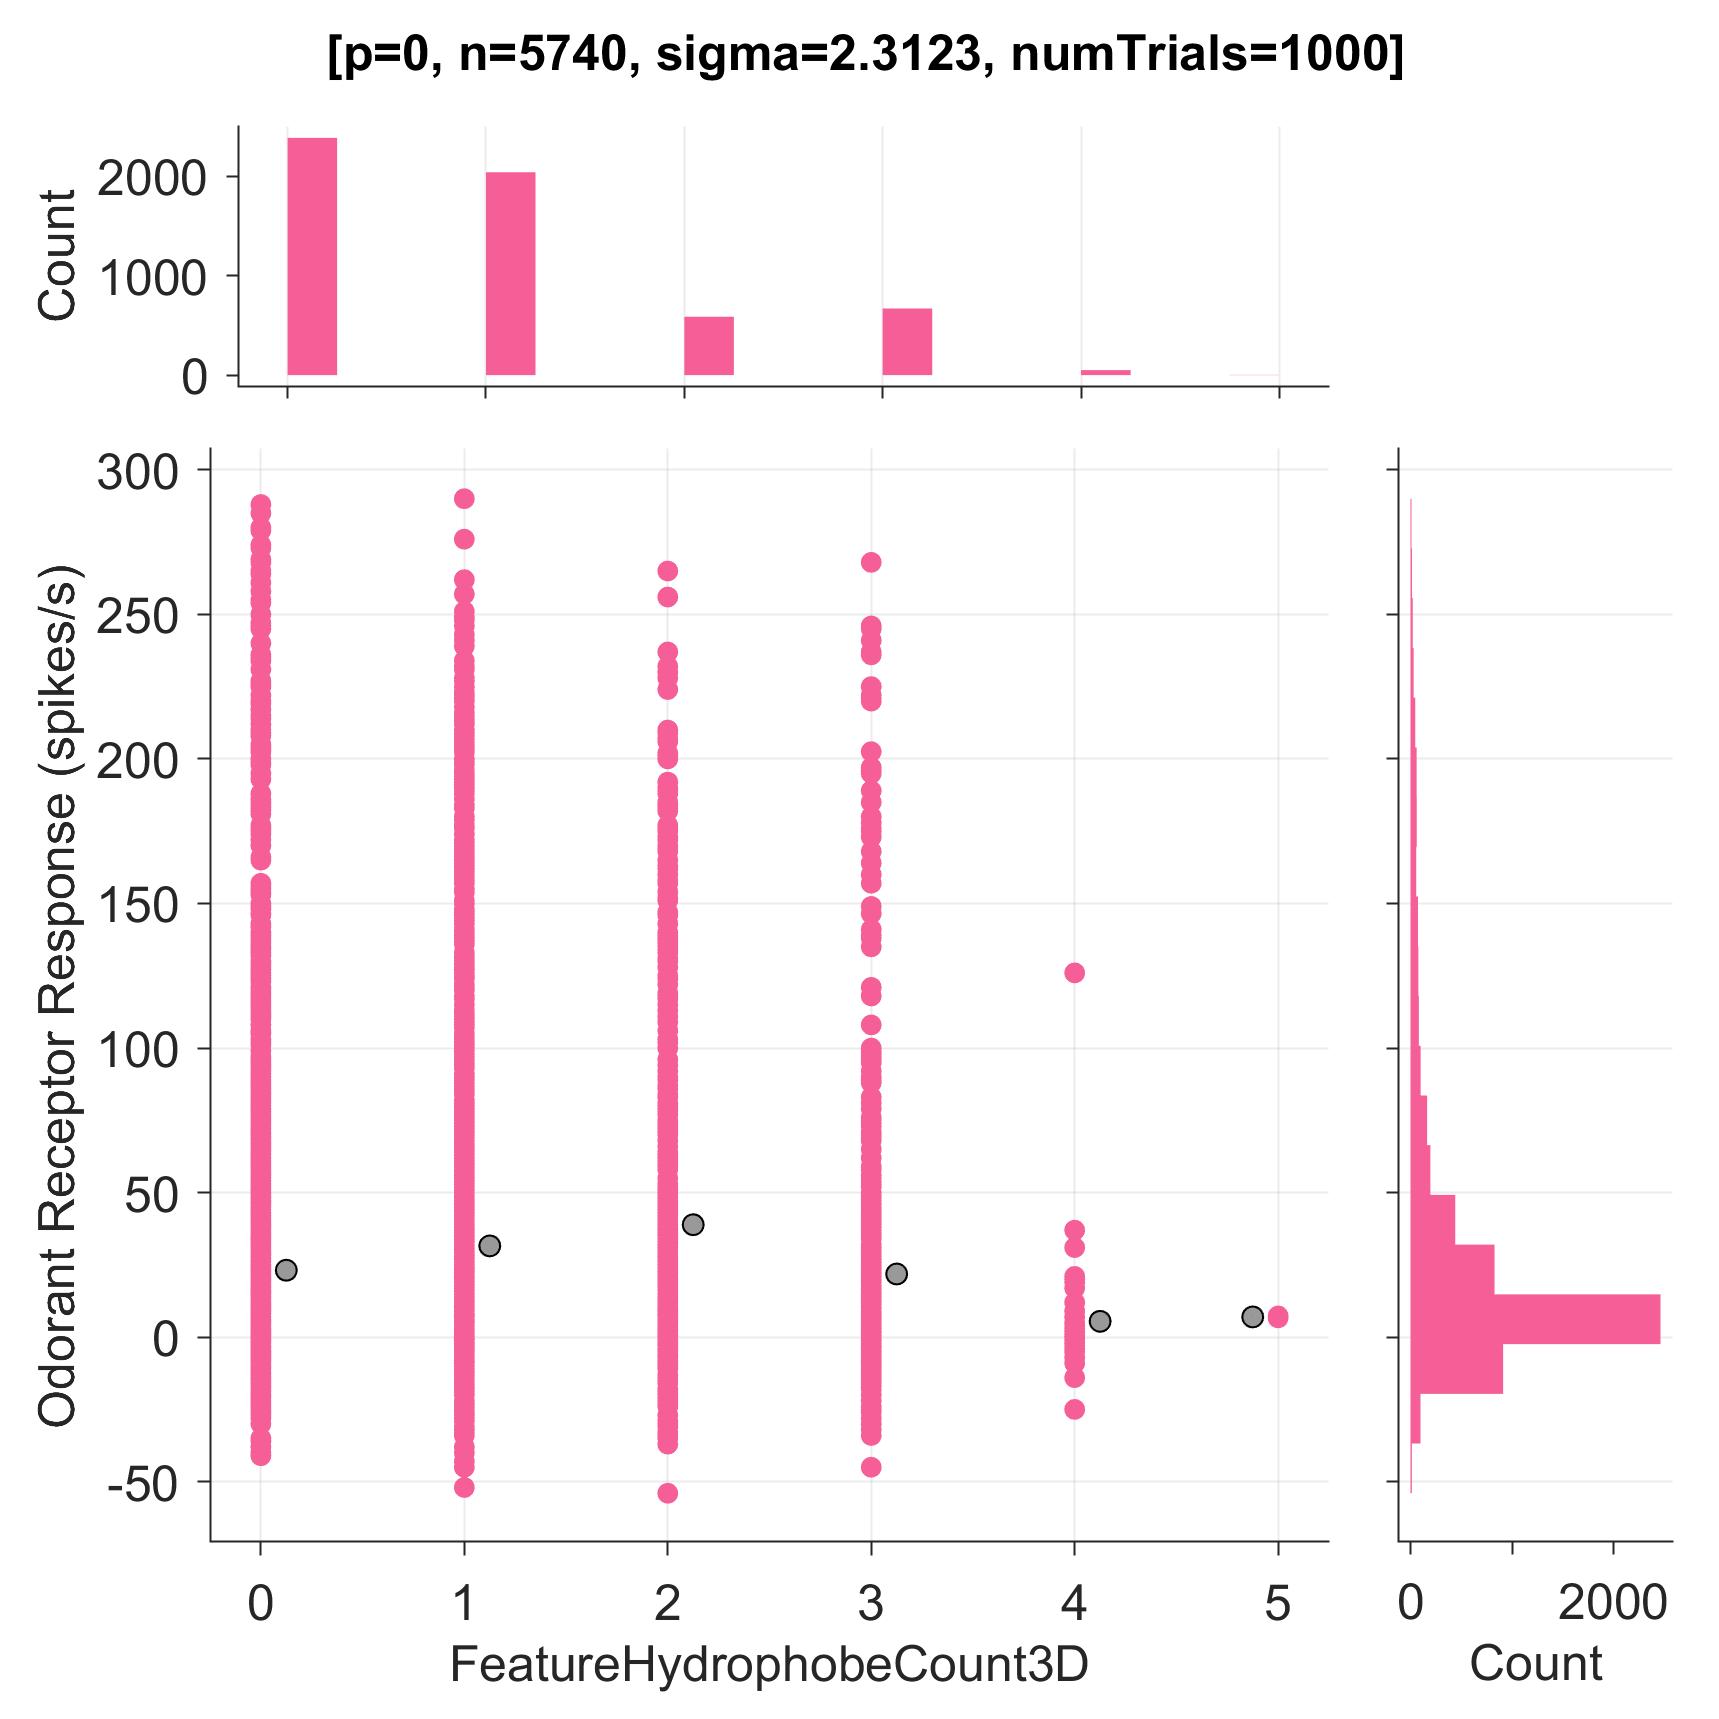 [p=0, n=5740, sigma=2.3123, numTrials=1000]
Count
2000
1000
0
Odorant Receptor Response (spikes/s)
300
250
200
150
100
50
0
-50
0 1 2 3 4 5
FeatureHydrophobeCount3D
0 2000
Count